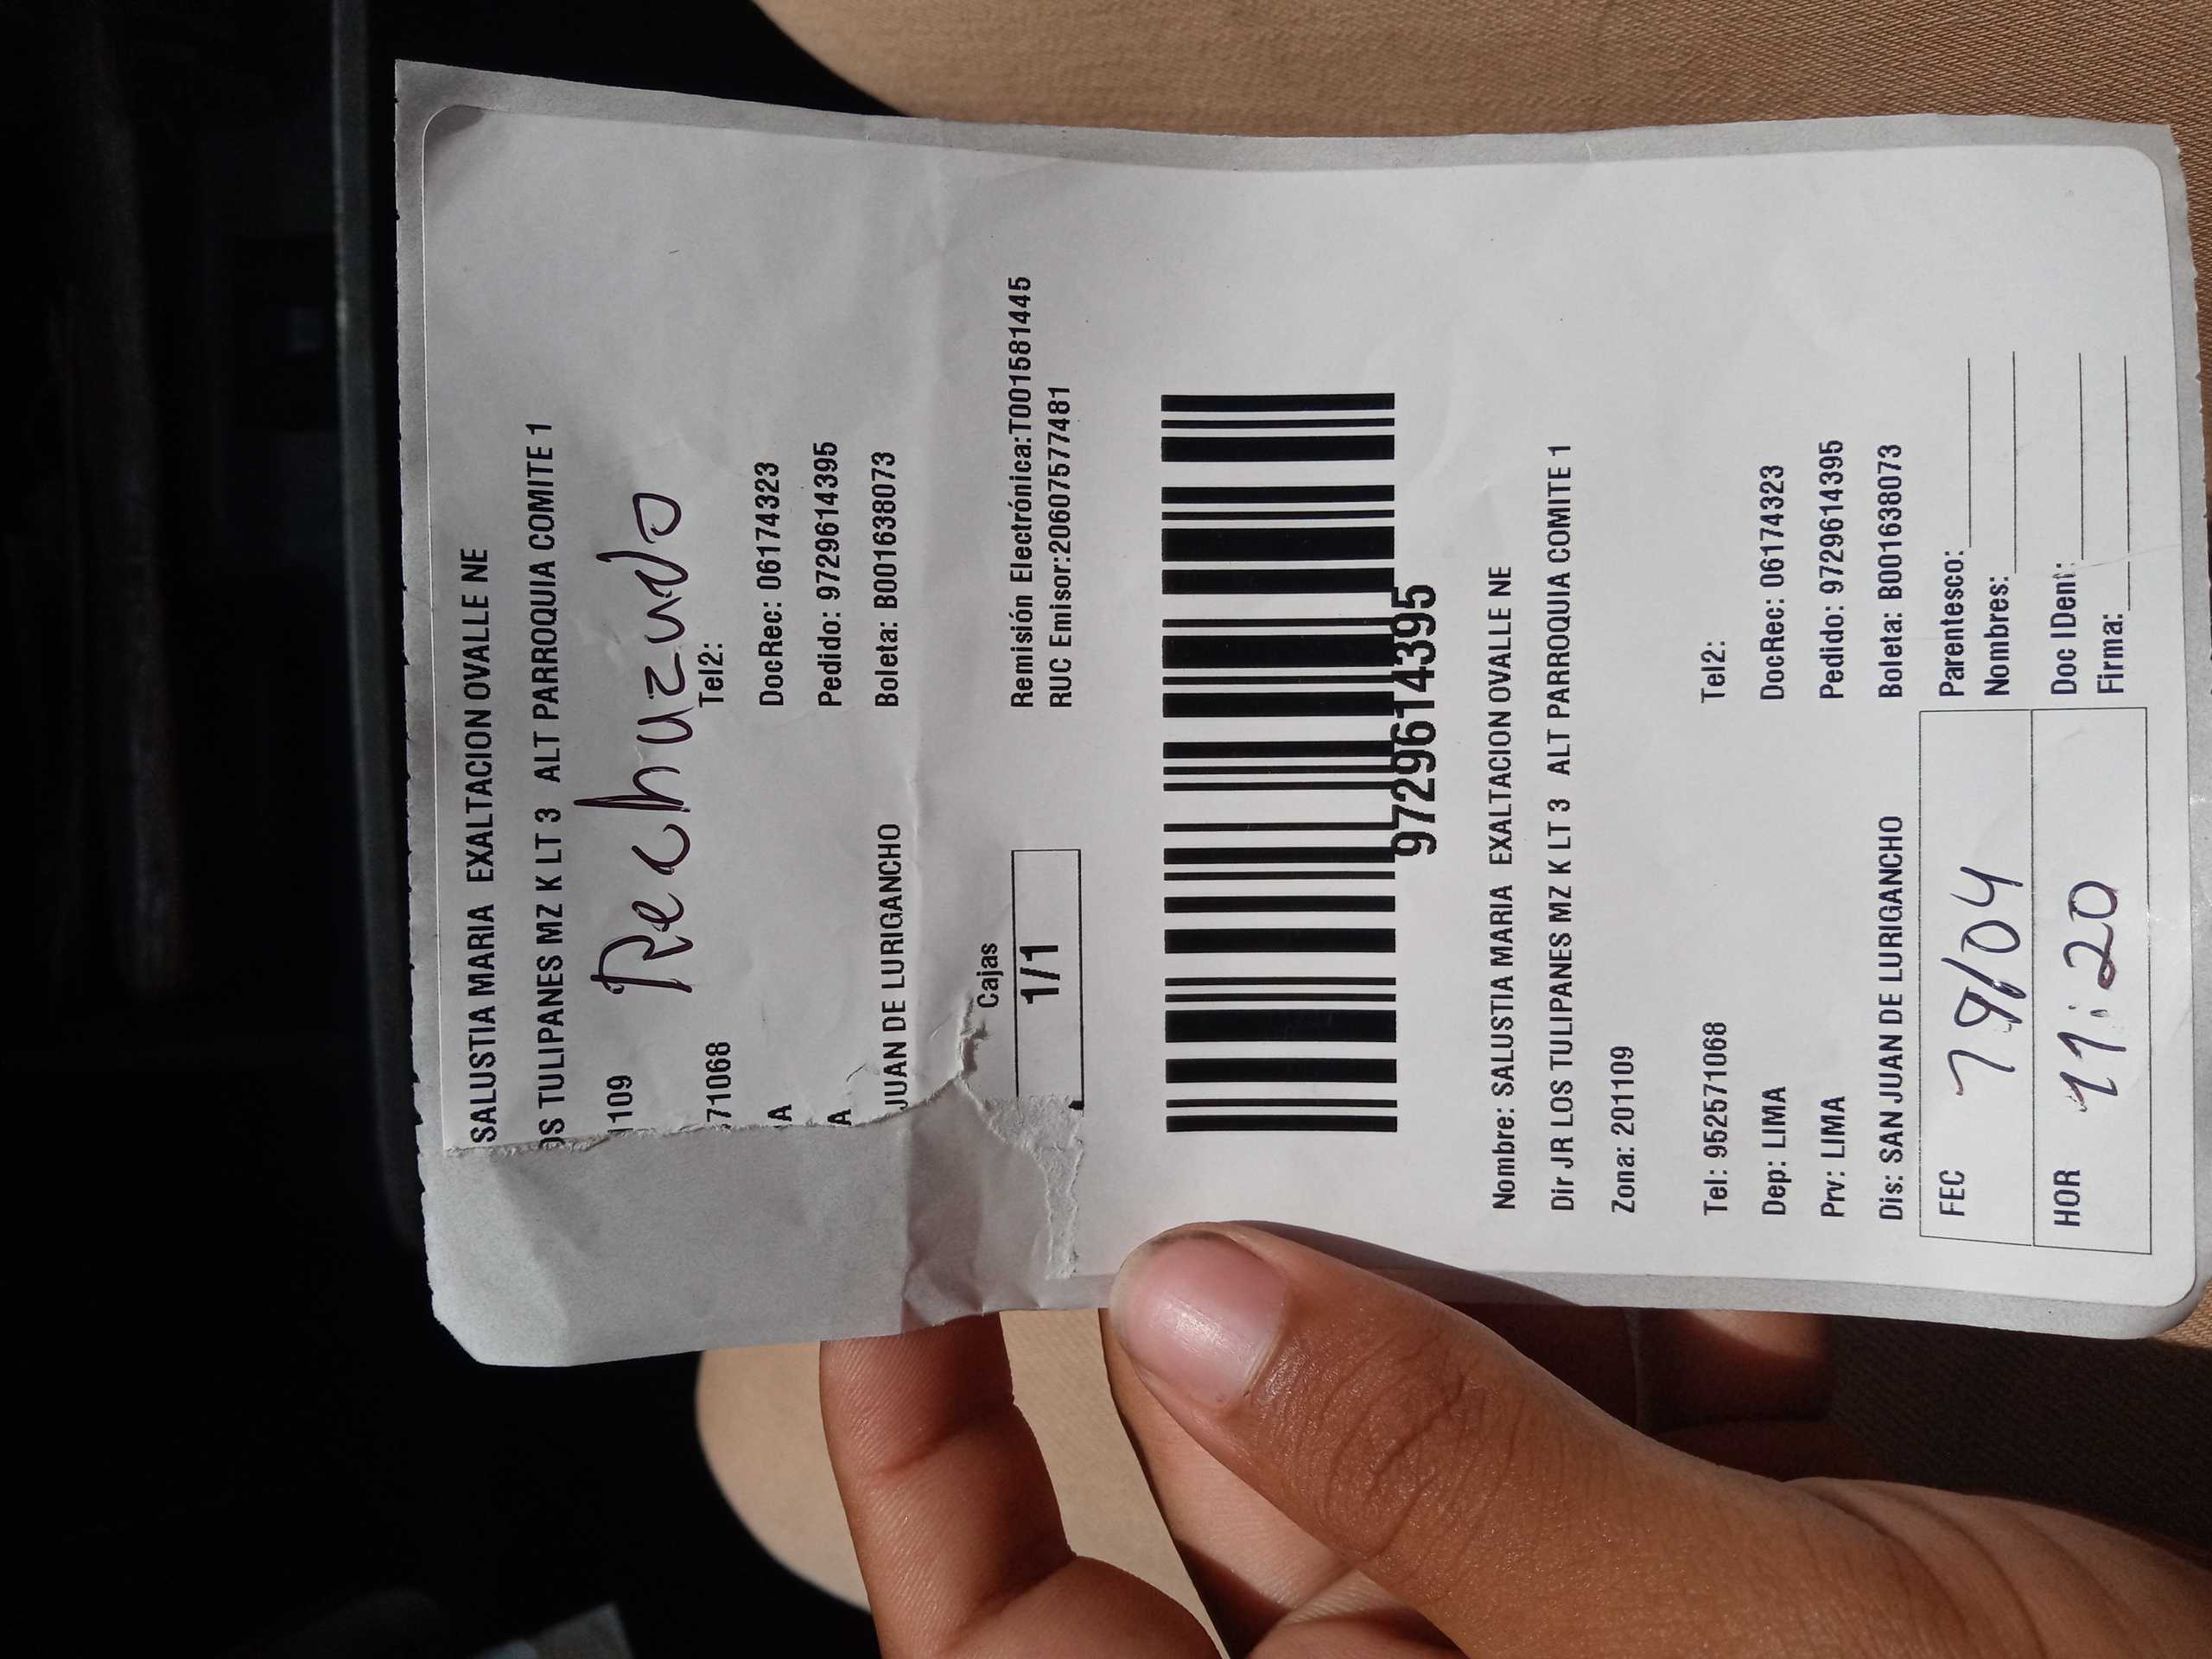 SALUSTIA MARIA EXALTACION OVALLE NE
OS TULIPANES MZ K LT 3 ALT PARROQUIA COMITE 1
1109
Rechazado
71068
Tel2:
A
DocRec: 06174323
A
Pedido: 9729614395
JUAN DE LURIGANCHO
Boleta: B001638073
Cajas
1/1
Remisión Electrónica:T001581445
RUC Emisor:20607577481
9729614395
Nombre: SALUSTIA MARIA EXALTACION OVALLE NE
Dir JR LOS TULIPANES MZ K LT 3 ALT PARROQUIA COMITE 1
Zona: 201109
Tel: 952571068
Tel2:
Dep: LIMA
DocRec: 06174323
Prv: LIMA
Pedido: 9729614395
Dis: SAN JUAN DE LURIGANCHO
Boleta: B001638073
FEC 19/04
Parentesco:
Nombres:
HOR 11:20
Doc IDent:
Firma: